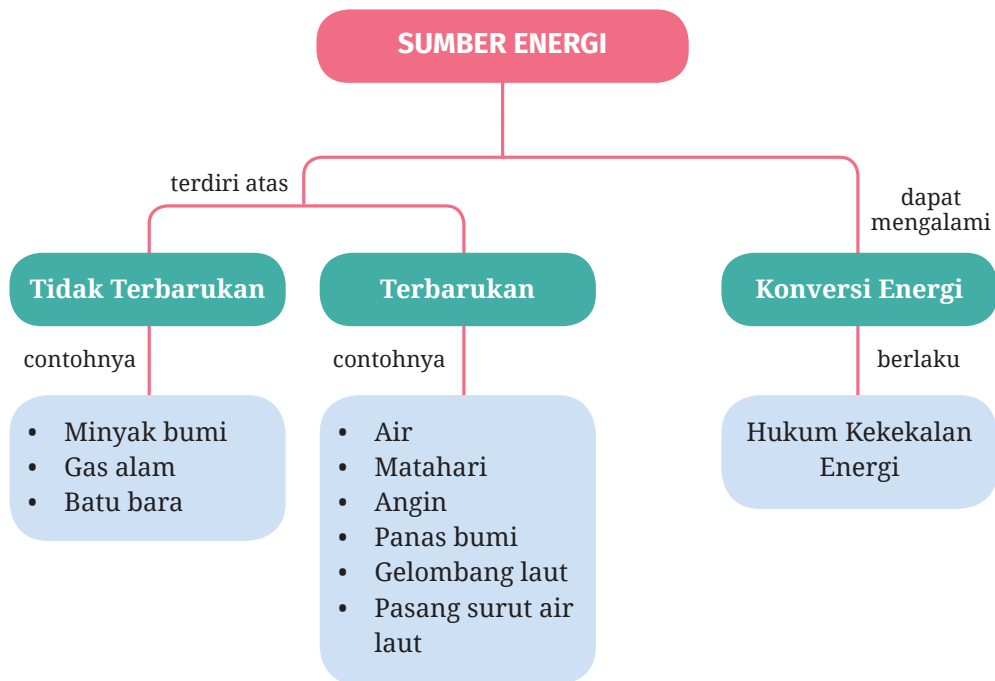 SUMBER ENERGI
terdiri atas
dapat
mengalami
Tidak Terbarukan
Terbarukan
Konversi Energi
contohnya
contohnya
berlaku
• Minyak bumi
• Gas alam
• Batu bara
• Air
• Matahari
• Angin
• Panas bumi
• Gelombang laut
• Pasang surut air
laut
Hukum Kekekalan
Energi